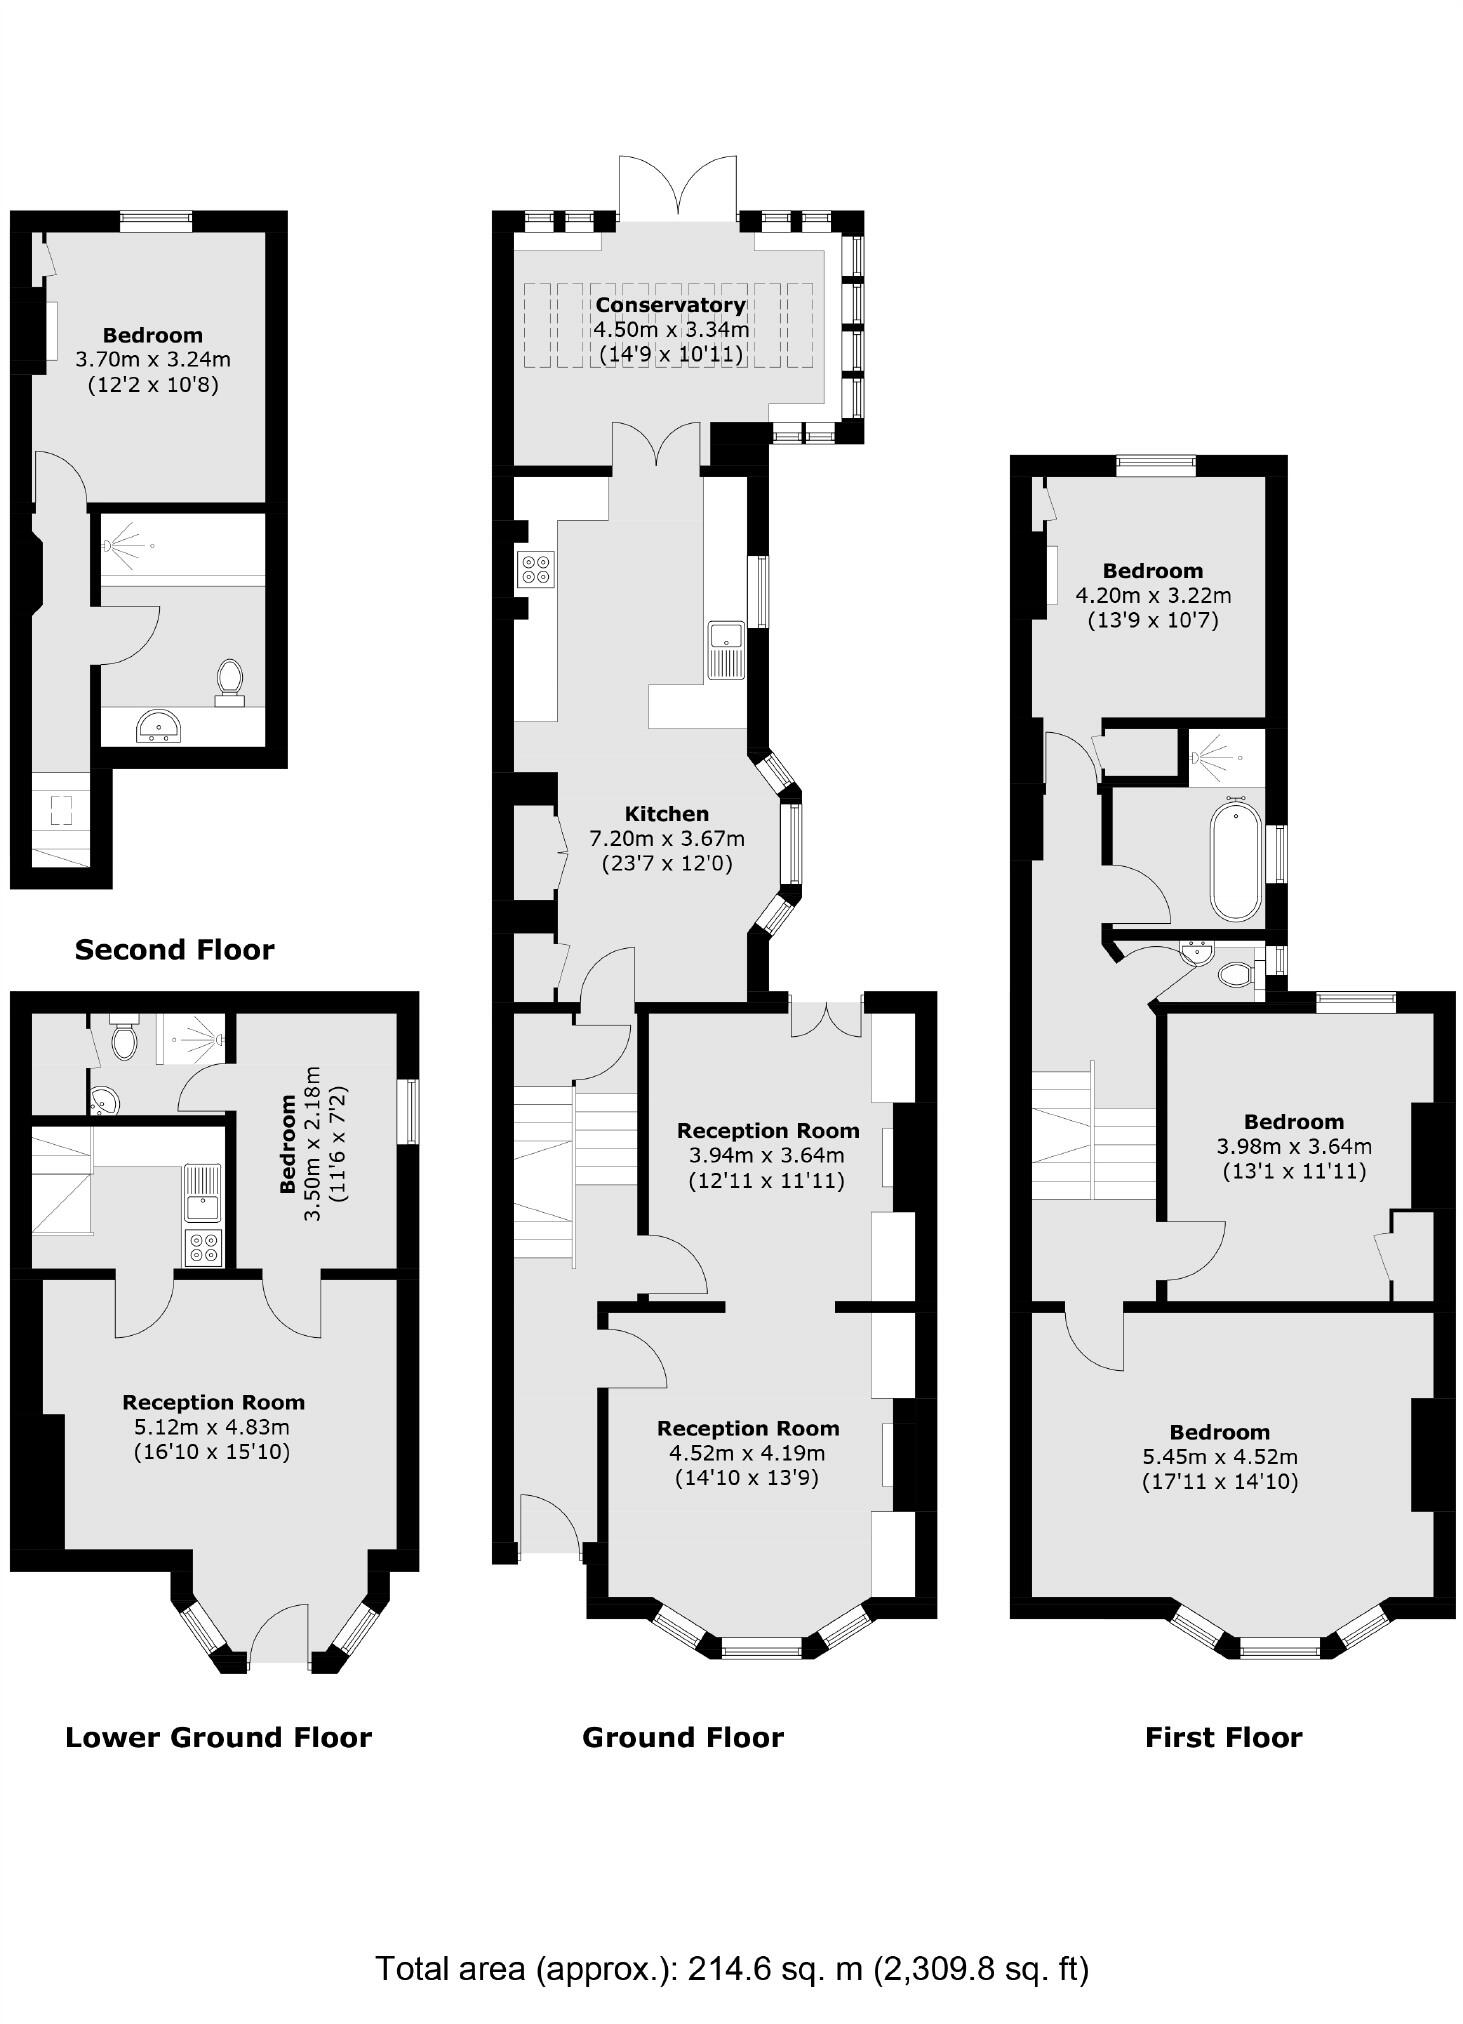 Bedroom
3.70m x 3.24m
(12'2 x 10'8)
Second Floor
Bedroom
3.50m x 2.18m
(11'6 x 7'2)
Reception Room
5.12m x 4.83m
(16'10 x 15'10)
Lower Ground Floor
Conservatory
4.50m x 3.34m
(14'9 x 10'11)
Kitchen
7.20m x 3.67m
(23'7 x 12'0)
Reception Room
3.94m x 3.64m
(12'11 x 11'11)
Reception Room
4.52m x 4.19m
(14'10 x 13'9)
Ground Floor
Bedroom
4.20m x 3.22m
(13'9 x 10'7)
Bedroom
3.98m x 3.64m
(13'1 x 11'11)
Bedroom
5.45m x 4.52m
(17'11 x 14'10)
First Floor
Total area (approx.): 214.6 sq. m (2,309.8 sq. ft)